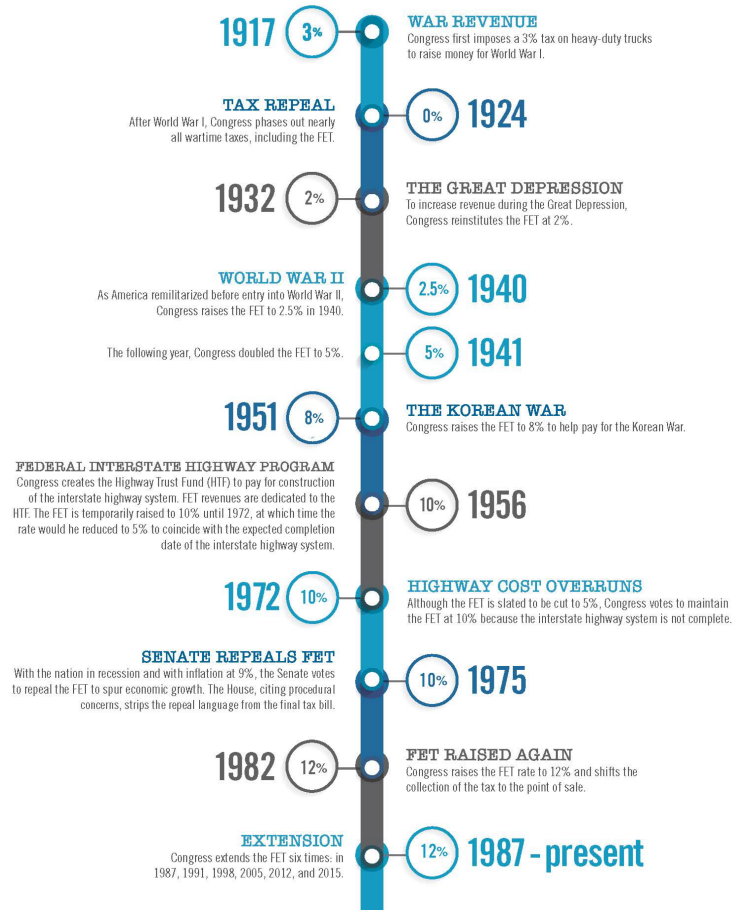 1917
3%
WAR REVENUE
Congress first imposes a 3% tax on heavy-duty trucks
to raise money for World War I.
TAX REPEAL
After World War I, Congress phases out nearly
all wartime taxes, including the FET.
0%
1924
1932
2%
THE GREAT DEPRESSION
To increase revenue during the Great Depression,
Congress reinstitutes the FET at 2%.
WORLD WAR II
As America remilitarized before entry into World War II,
Congress raises the FET to 2.5% in 1940.
2.5%
1940
The following year, Congress doubled the FET to 5%.
5%
1941
1951
8%
THE KOREAN WAR
Congress raises the FET to 8% to help pay for the Korean War.
FEDERAL INTERSTATE HIGHWAY PROGRAM
Congress creates the Highway Trust Fund (HTF) to pay for construction
of the interstate highway system. FET revenues are dedicated to the
HTF. The FET is temporarily raised to 10% until 1972, at which time the
rate would he reduced to 5% to coincide with the expected completion
date of the interstate highway system.
10%
1956
1972
10%
HIGHWAY COST OVERRUNS
Although the FET is slated to be cut to 5%, Congress votes to maintain
the FET at 10% because the interstate highway system is not complete.
SENATE REPEALS FET
With the nation in recession and with inflation at 9%, the Senate votes
to repeal the FET to spur economic growth. The House, citing procedural
concerns, strips the repeal language from the final tax bill.
10%
1975
1982
12%
FET RAISED AGAIN
Congress raises the FET rate to 12% and shifts the
collection of the tax to the point of sale.
EXTENSION
Congress extends the FET six times: in
1987, 1991, 1998, 2005, 2012, and 2015.
12%
1987 - present